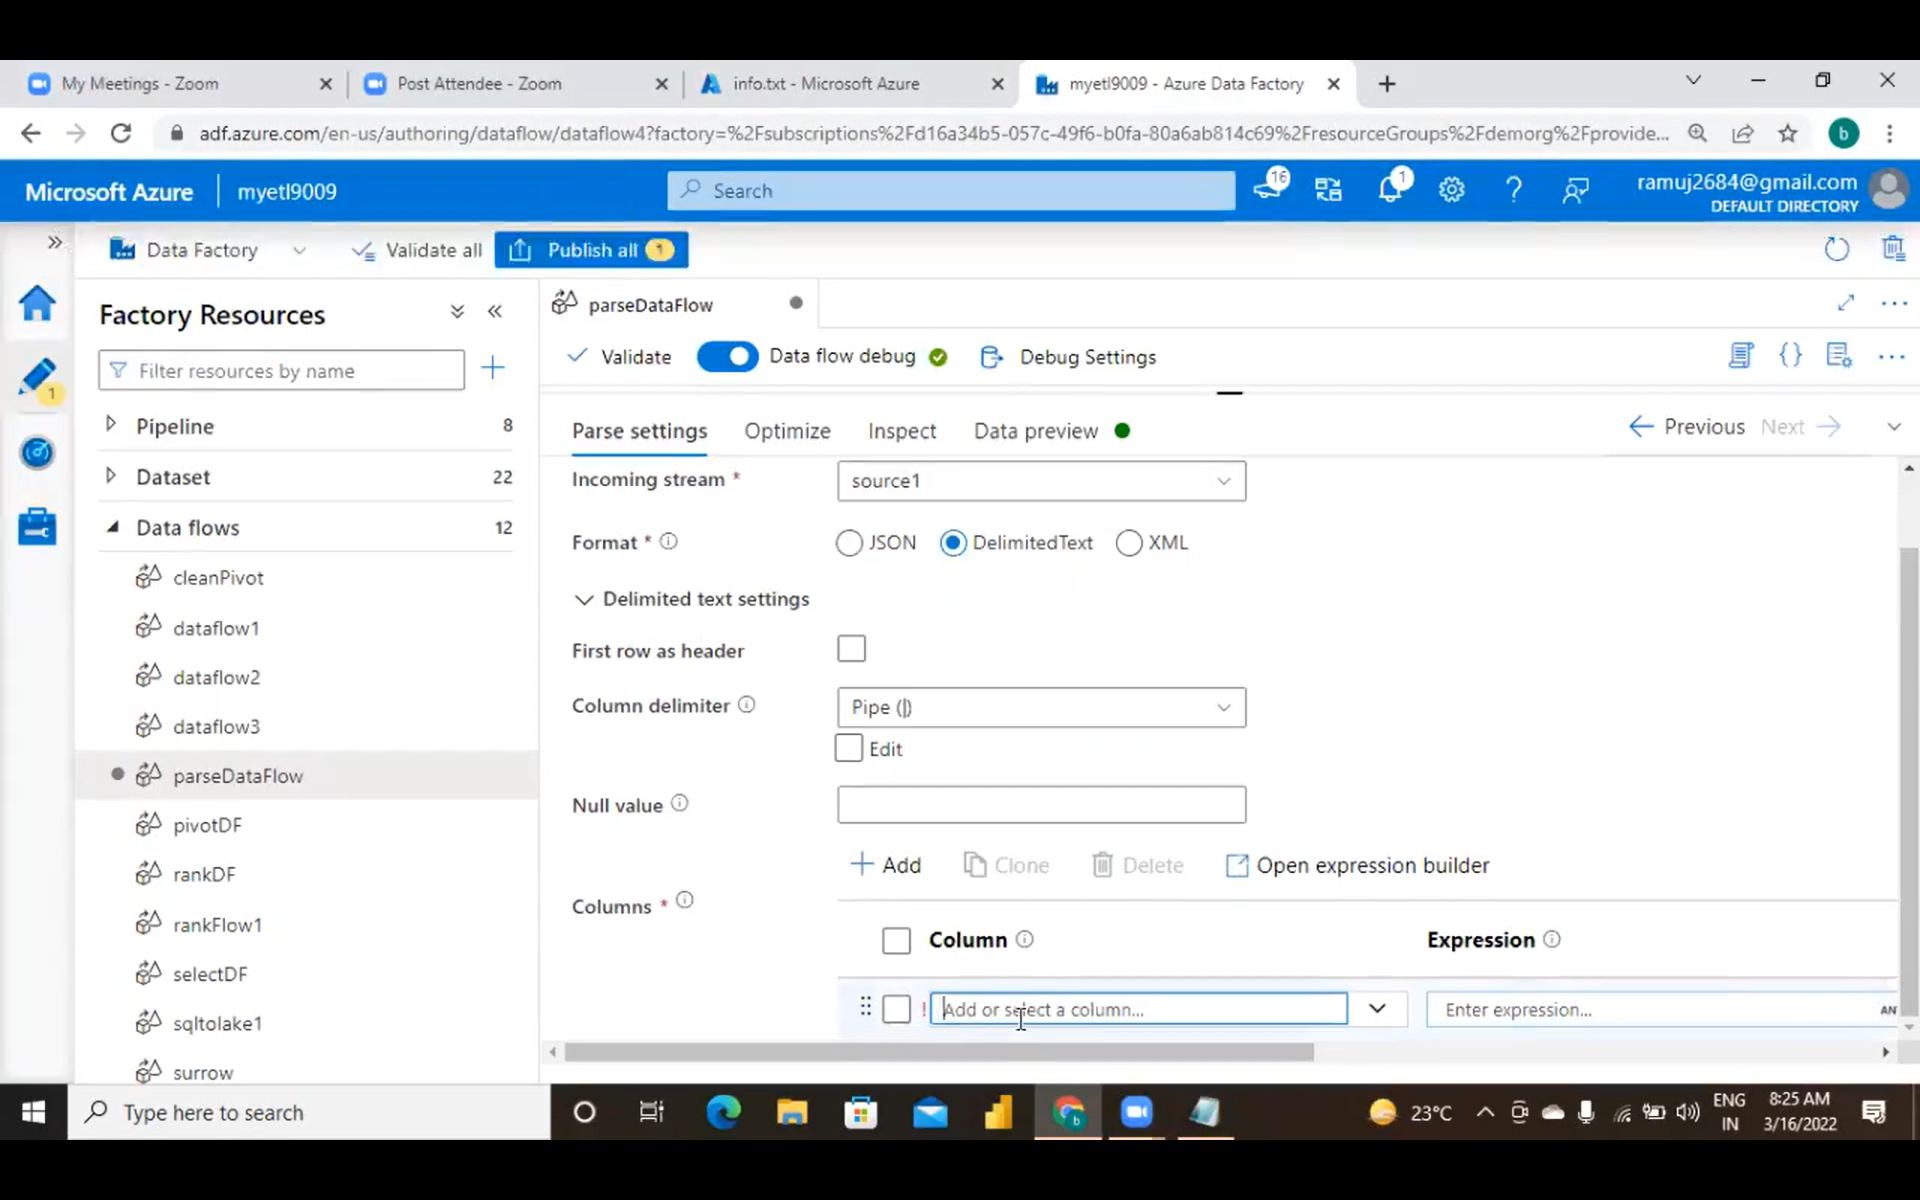 My Meetings - Zoom
Post Attendee - Zoom
info.txt - Microsoft Azure
myetl9009 - Azure Data Factory
adf.azure.com/en-us/authoring/dataflow/dataflow4?factory=%2Fsubscriptions%2Fd16a34b5-057c-49f6-b0fa-80a6ab814c69%2FresourceGroups%2Fdemorg%2Fprovide...
b
Microsoft Azure
myetl9009
Search
16
1
ramuj2684@gmail.com
DEFAULT DIRECTORY
Data Factory
Validate all
Publish all 1
Factory Resources
parseDataFlow
Validate
Data flow debug
Debug Settings
Filter resources by name
1
Pipeline 8
Parse settings
Optimize
Inspect
Data preview
Previous
Next
Dataset 22
Incoming stream *
source1
Data flows 12
Format *
JSON
DelimitedText
XML
cleanPivot
Delimited text settings
dataflow1
First row as header
dataflow2
Column delimiter
Pipe (|)
dataflow3
Edit
parseDataFlow
Null value
pivotDF
Add
Clone
Delete
Open expression builder
rankDF
Columns *
rankFlow1
Column
Expression
selectDF
! Add or select a column...
Enter expression...
AN
sqltolake1
surrow
Type here to search
23°C
ENG
IN
8:25 AM
3/16/2022